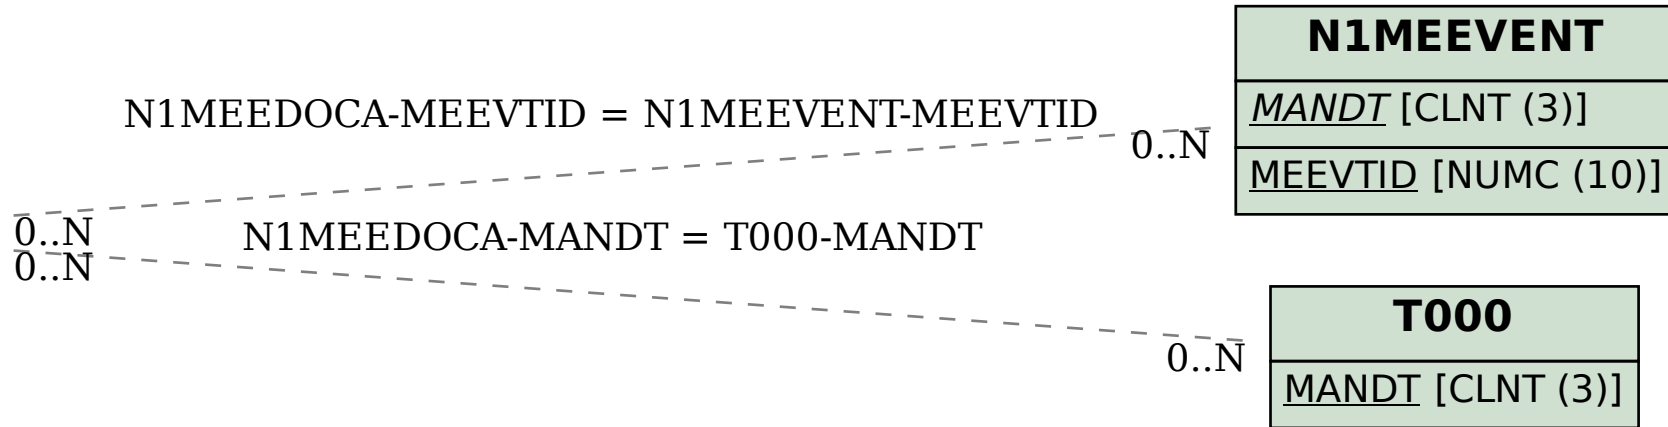 N1MEEVENT
MANDT [CLNT (3)]
MEEVTID [NUMC (10)]
N1MEEDOCA-MEEVTID = N1MEEVENT-MEEVTID
0..N
0..N
N1MEEDOCA-MANDT = T000-MANDT
0..N
0..N
T000
MANDT [CLNT (3)]